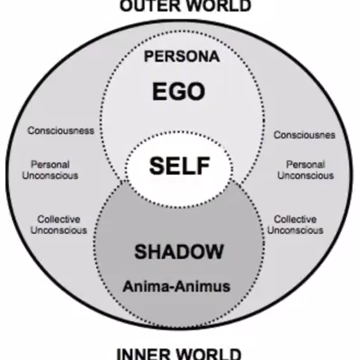 OUTER WORLD
PERSONA
EGO
Consciousness
Consciousnes
SELF
Personal
Unconscious
Personal
Unconscious
Collective
Unconscious
Collective
Unconscious
SHADOW
Anima-Animus
INNER WORLD